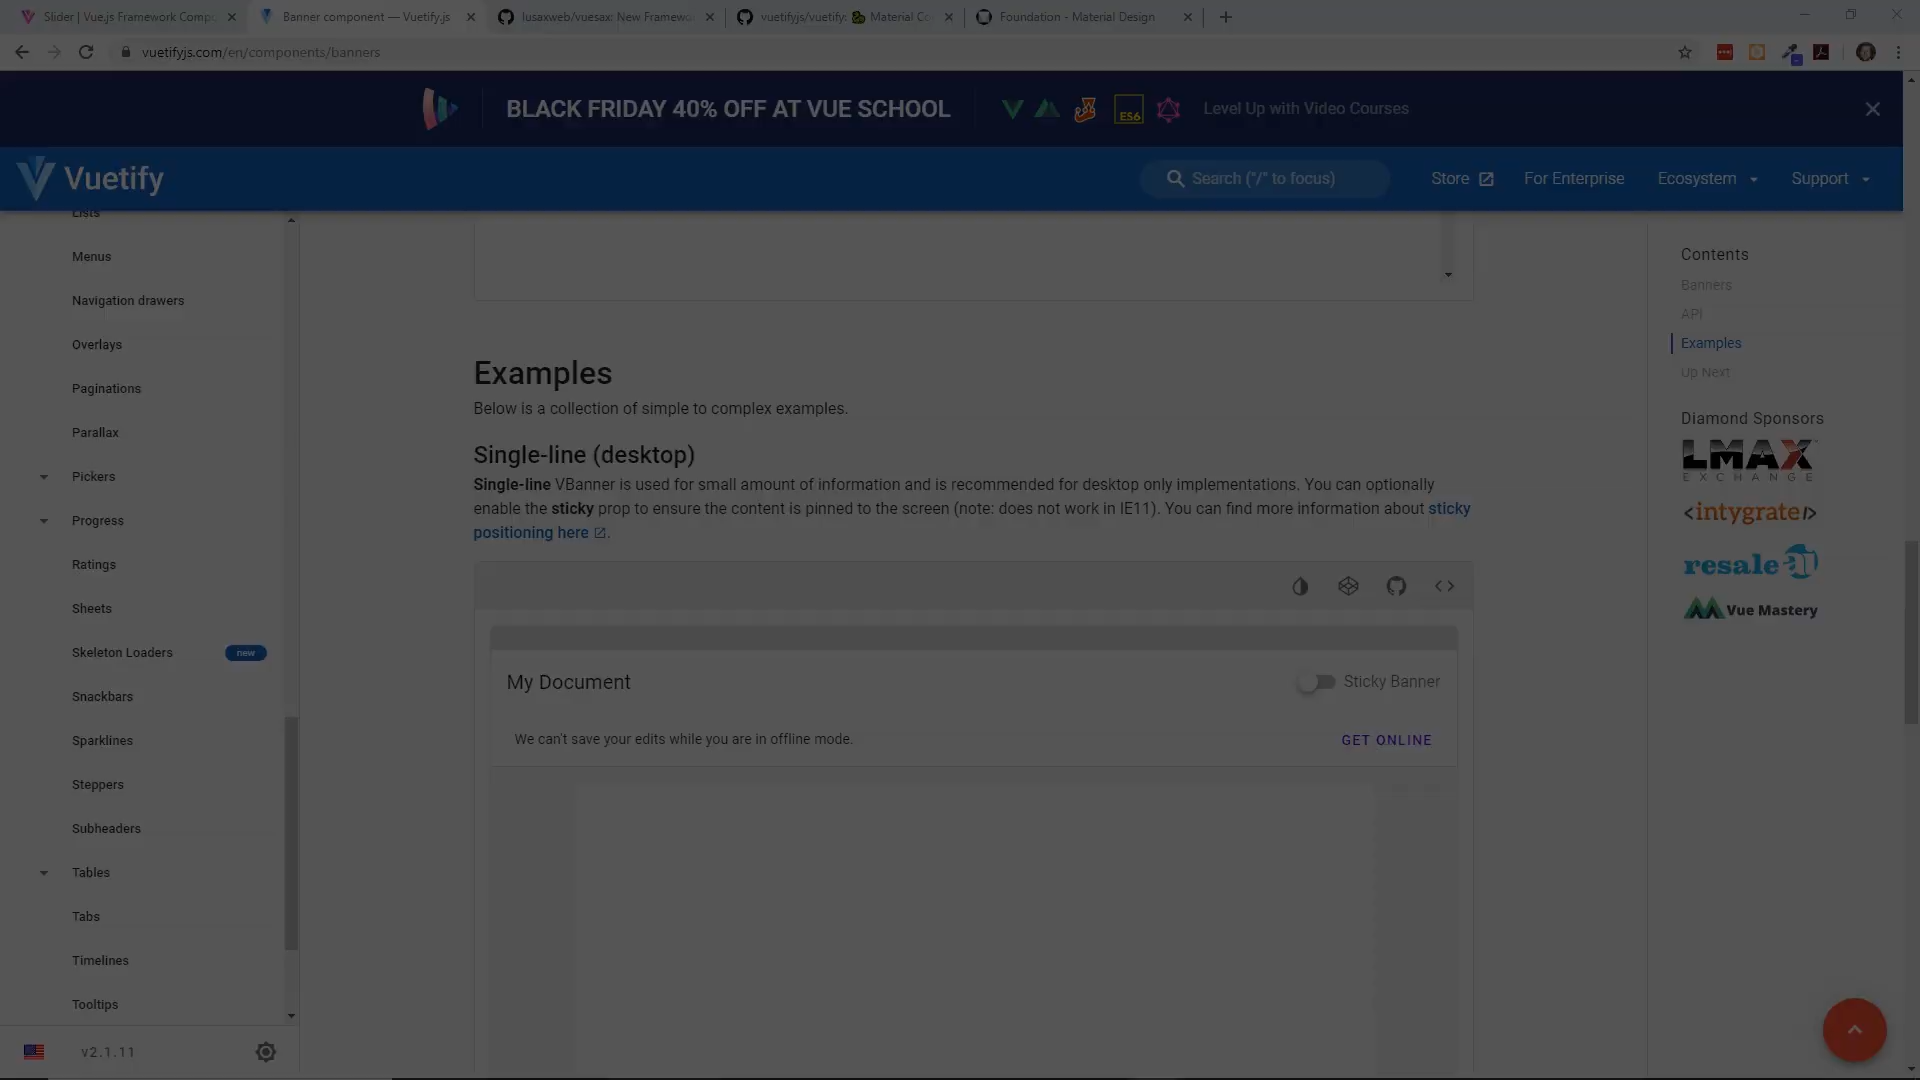 Slider | Vue.js Framework Compo
Banner component — Vuetify.js
lusaxweb/vuesax: New Framewo
vuetifyjs/vuetify:
Material Co
Foundation - Material Design
vuetifyjs.com/en/components/banners
BLACK FRIDAY 40% OFF AT VUE SCHOOL
ES6
Level Up with Video Courses
Vuetify
Search ("/" to focus)
Store
For Enterprise
Ecosystem
Support
Lists
Menus
Navigation drawers
Overlays
Paginations
Parallax
Pickers
Progress
Ratings
Sheets
Skeleton Loaders
new
Snackbars
Sparklines
Steppers
Subheaders
Tables
Tabs
Timelines
Tooltips
v2.1.11
Examples
Below is a collection of simple to complex examples.
Single-line (desktop)
Single-line VBanner is used for small amount of information and is recommended for desktop only implementations. You can optionally
enable the sticky prop to ensure the content is pinned to the screen (note: does not work in IE11). You can find more information about sticky
positioning here.
My Document
Sticky Banner
We can't save your edits while you are in offline mode.
GET ONLINE
Contents
Banners
API
Examples
Up Next
Diamond Sponsors
LMAX
EXCHANGE
<intygrate/>
resale
Vue Mastery